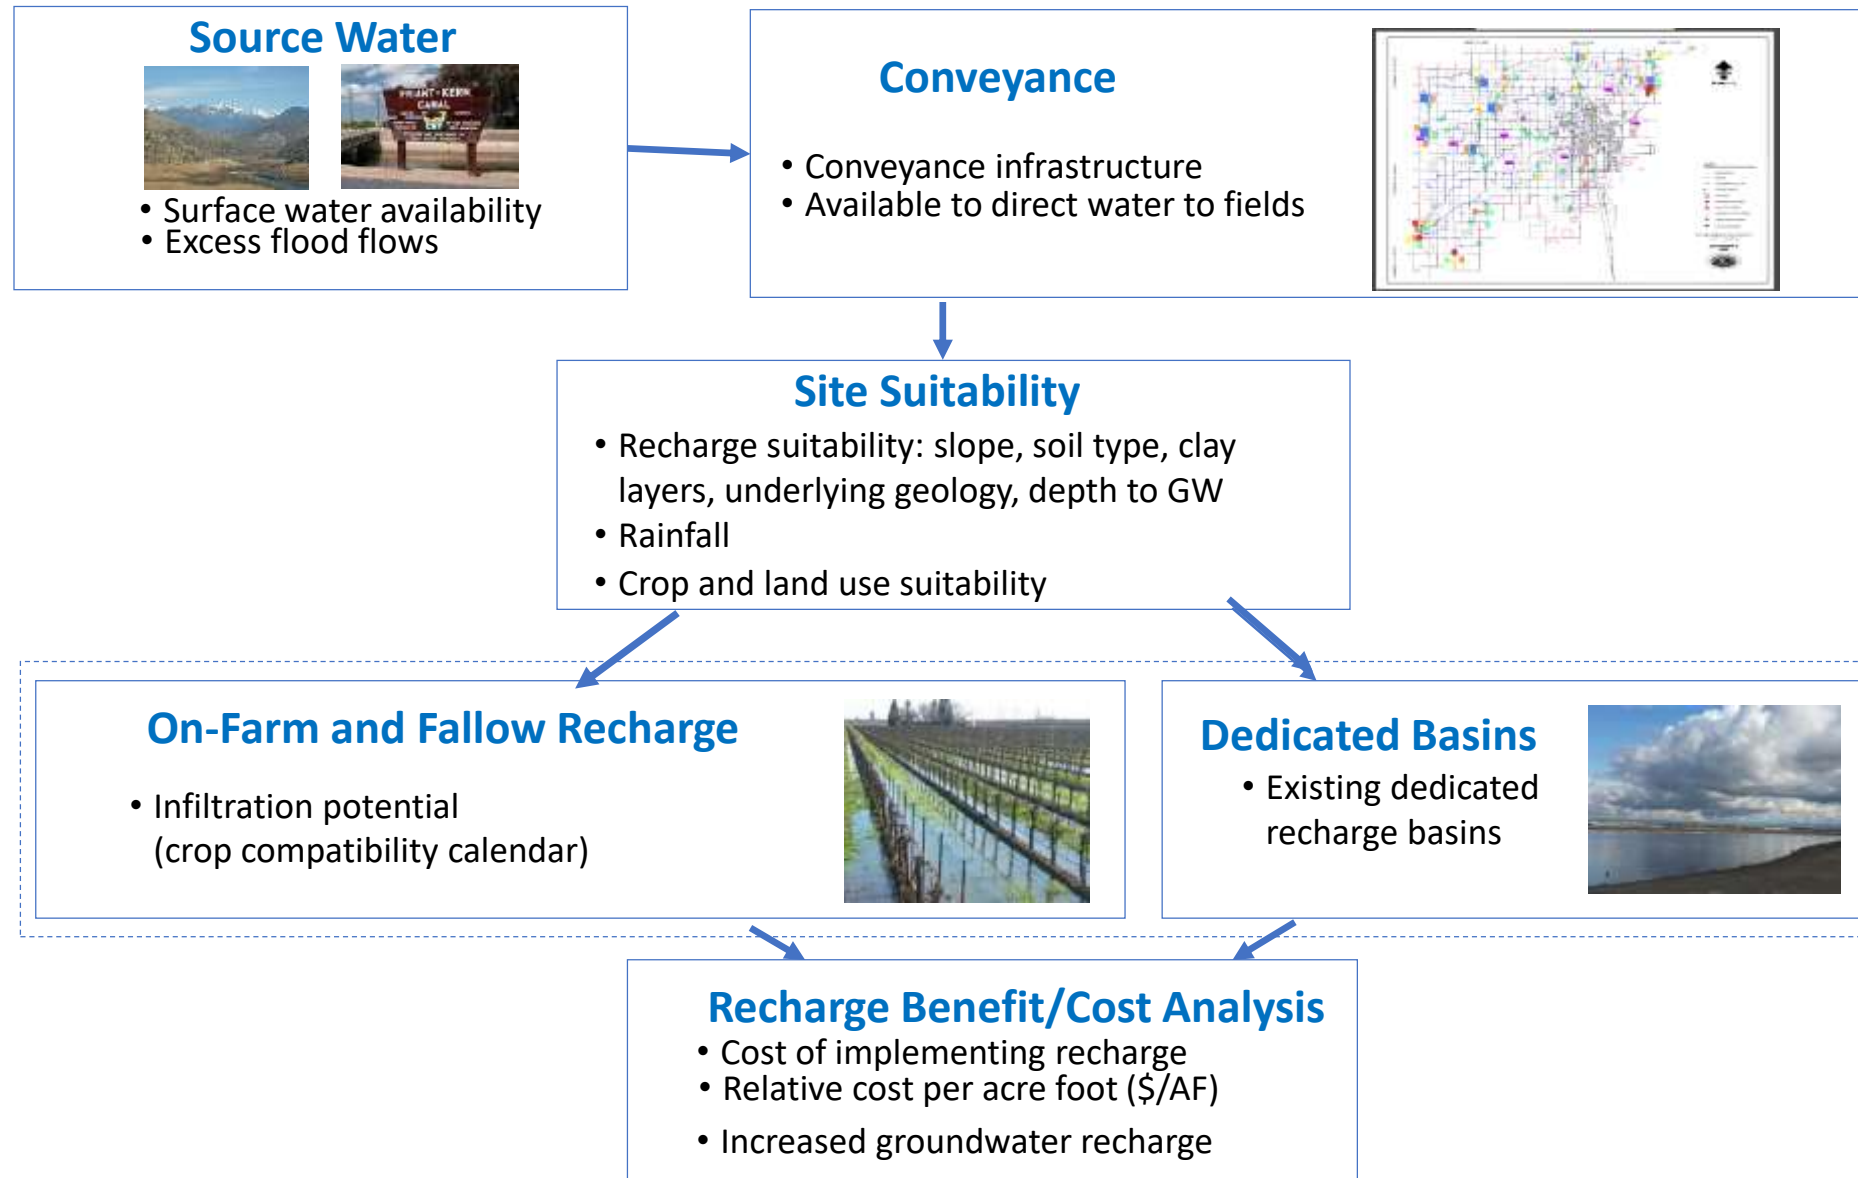 Source Water
FRIANT-KERN
CANAL
• Surface water availability
• Excess flood flows
Conveyance
• Conveyance infrastructure
• Available to direct water to fields
Site Suitability
• Recharge suitability: slope, soil type, clay
layers, underlying geology, depth to GW
• Rainfall
• Crop and land use suitability
On-Farm and Fallow Recharge
• Infiltration potential
(crop compatibility calendar)
Dedicated Basins
• Existing dedicated
recharge basins
Recharge Benefit/Cost Analysis
• Cost of implementing recharge
• Relative cost per acre foot ($/AF)
• Increased groundwater recharge